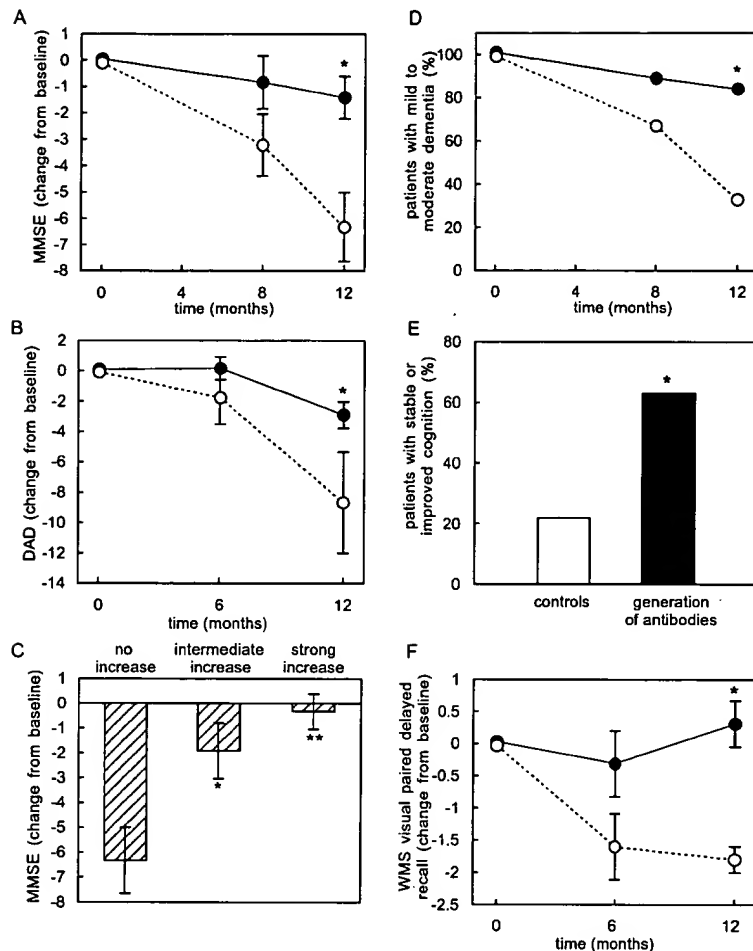 A
MMSE (change from baseline)
1
0
-1
-2
-3
-4
-5
-6
-7
-8
*
0
4
8
12
time (months)
B
DAD (change from baseline)
2
0
-2
-4
-6
-8
-10
-12
-14
*
0
6
12
time (months)
C
no
increase
intermediate
increase
strong
increase
MMSE (change from baseline)
1
0
-1
-2
-3
-4
-5
-6
-7
-8
*
**
D
patients with mild to
moderate dementia (%)
100
80
60
40
20
0
*
0
4
8
12
time (months)
E
patients with stable or
improved cognition (%)
80
60
40
20
0
*
controls
generation
of antibodies
F
WMS visual paired delayed
recall (change from baseline)
1
0.5
0
-0.5
-1
-1.5
-2
-2.5
*
0
6
12
time (months)